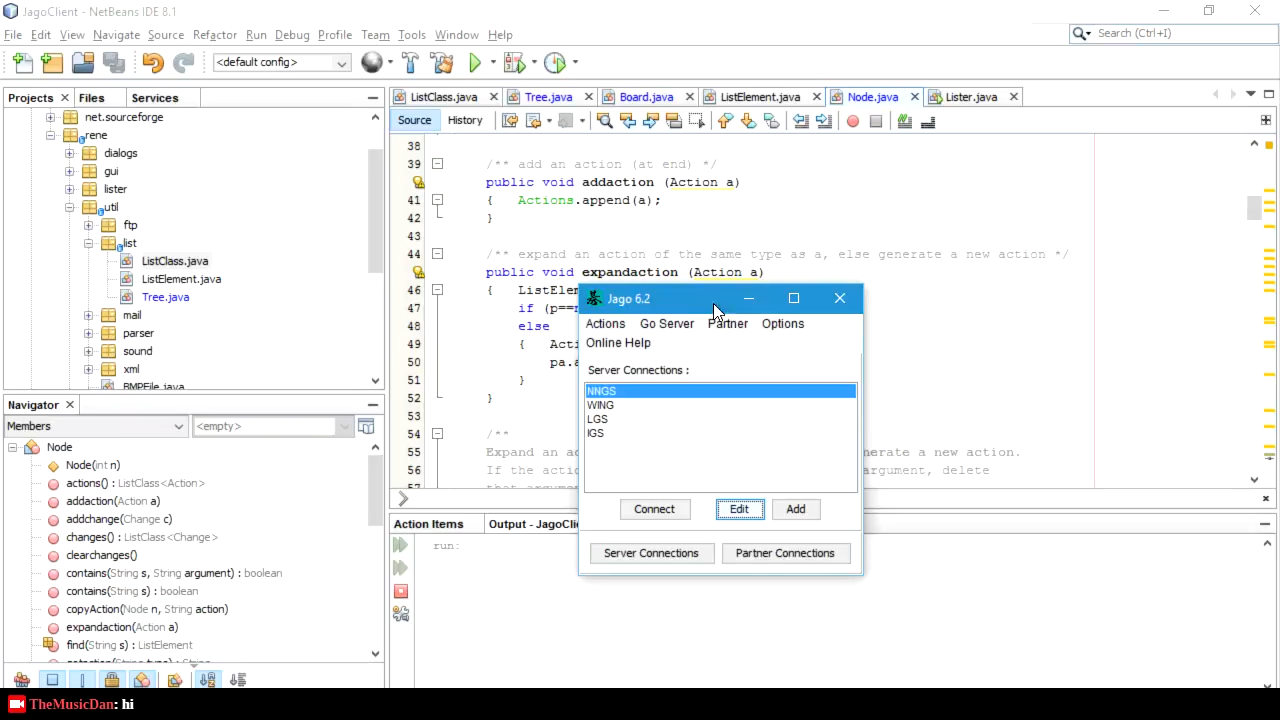 JagoClient - NetBeans IDE 8.1
File Edit View Navigate Source Refactor Run Debug Profile Team Tools Window Help
Search (Ctrl+I)
<default config>
Projects Files Services
net.sourceforge
rene
dialogs
gui
lister
util
ftp
list
ListClass.java
ListElement.java
Tree.java
mail
parser
sound
xml
BMPFile.java
Navigator
Members <empty>
Node
Node(int n)
actions() : ListClass<Action>
addaction(Action a)
addchange(Change c)
changes() : ListClass<Change>
clearchanges()
contains(String s, String argument) : boolean
contains(String s) : boolean
copyAction(Node n, String action)
expandaction(Action a)
find(String s) : ListElement
getaction(String type) : String
ListClass.java Tree.java Board.java ListElement.java Node.java Lister.java
Source History
38
39 /** add an action (at end) */
public void addaction (Action a)
41 { Actions.append(a);
42 }
43
44 /** expand an action of the same type as a, else generate a new action */
public void expandaction (Action a)
46 { ListElem
47 if (p==n
48 else
49 { Acti
50 pa.a
51 }
52 }
53
54 /**
55 Expand an ac erate a new action.
56 If the actio argument, delete
57
Jago 6.2
Actions Go Server Partner Options
Online Help
Server Connections :
NNGS
WING
LGS
IGS
Connect Edit Add
Server Connections Partner Connections
Action Items Output - JagoClie
run:
TheMusicDan: hi